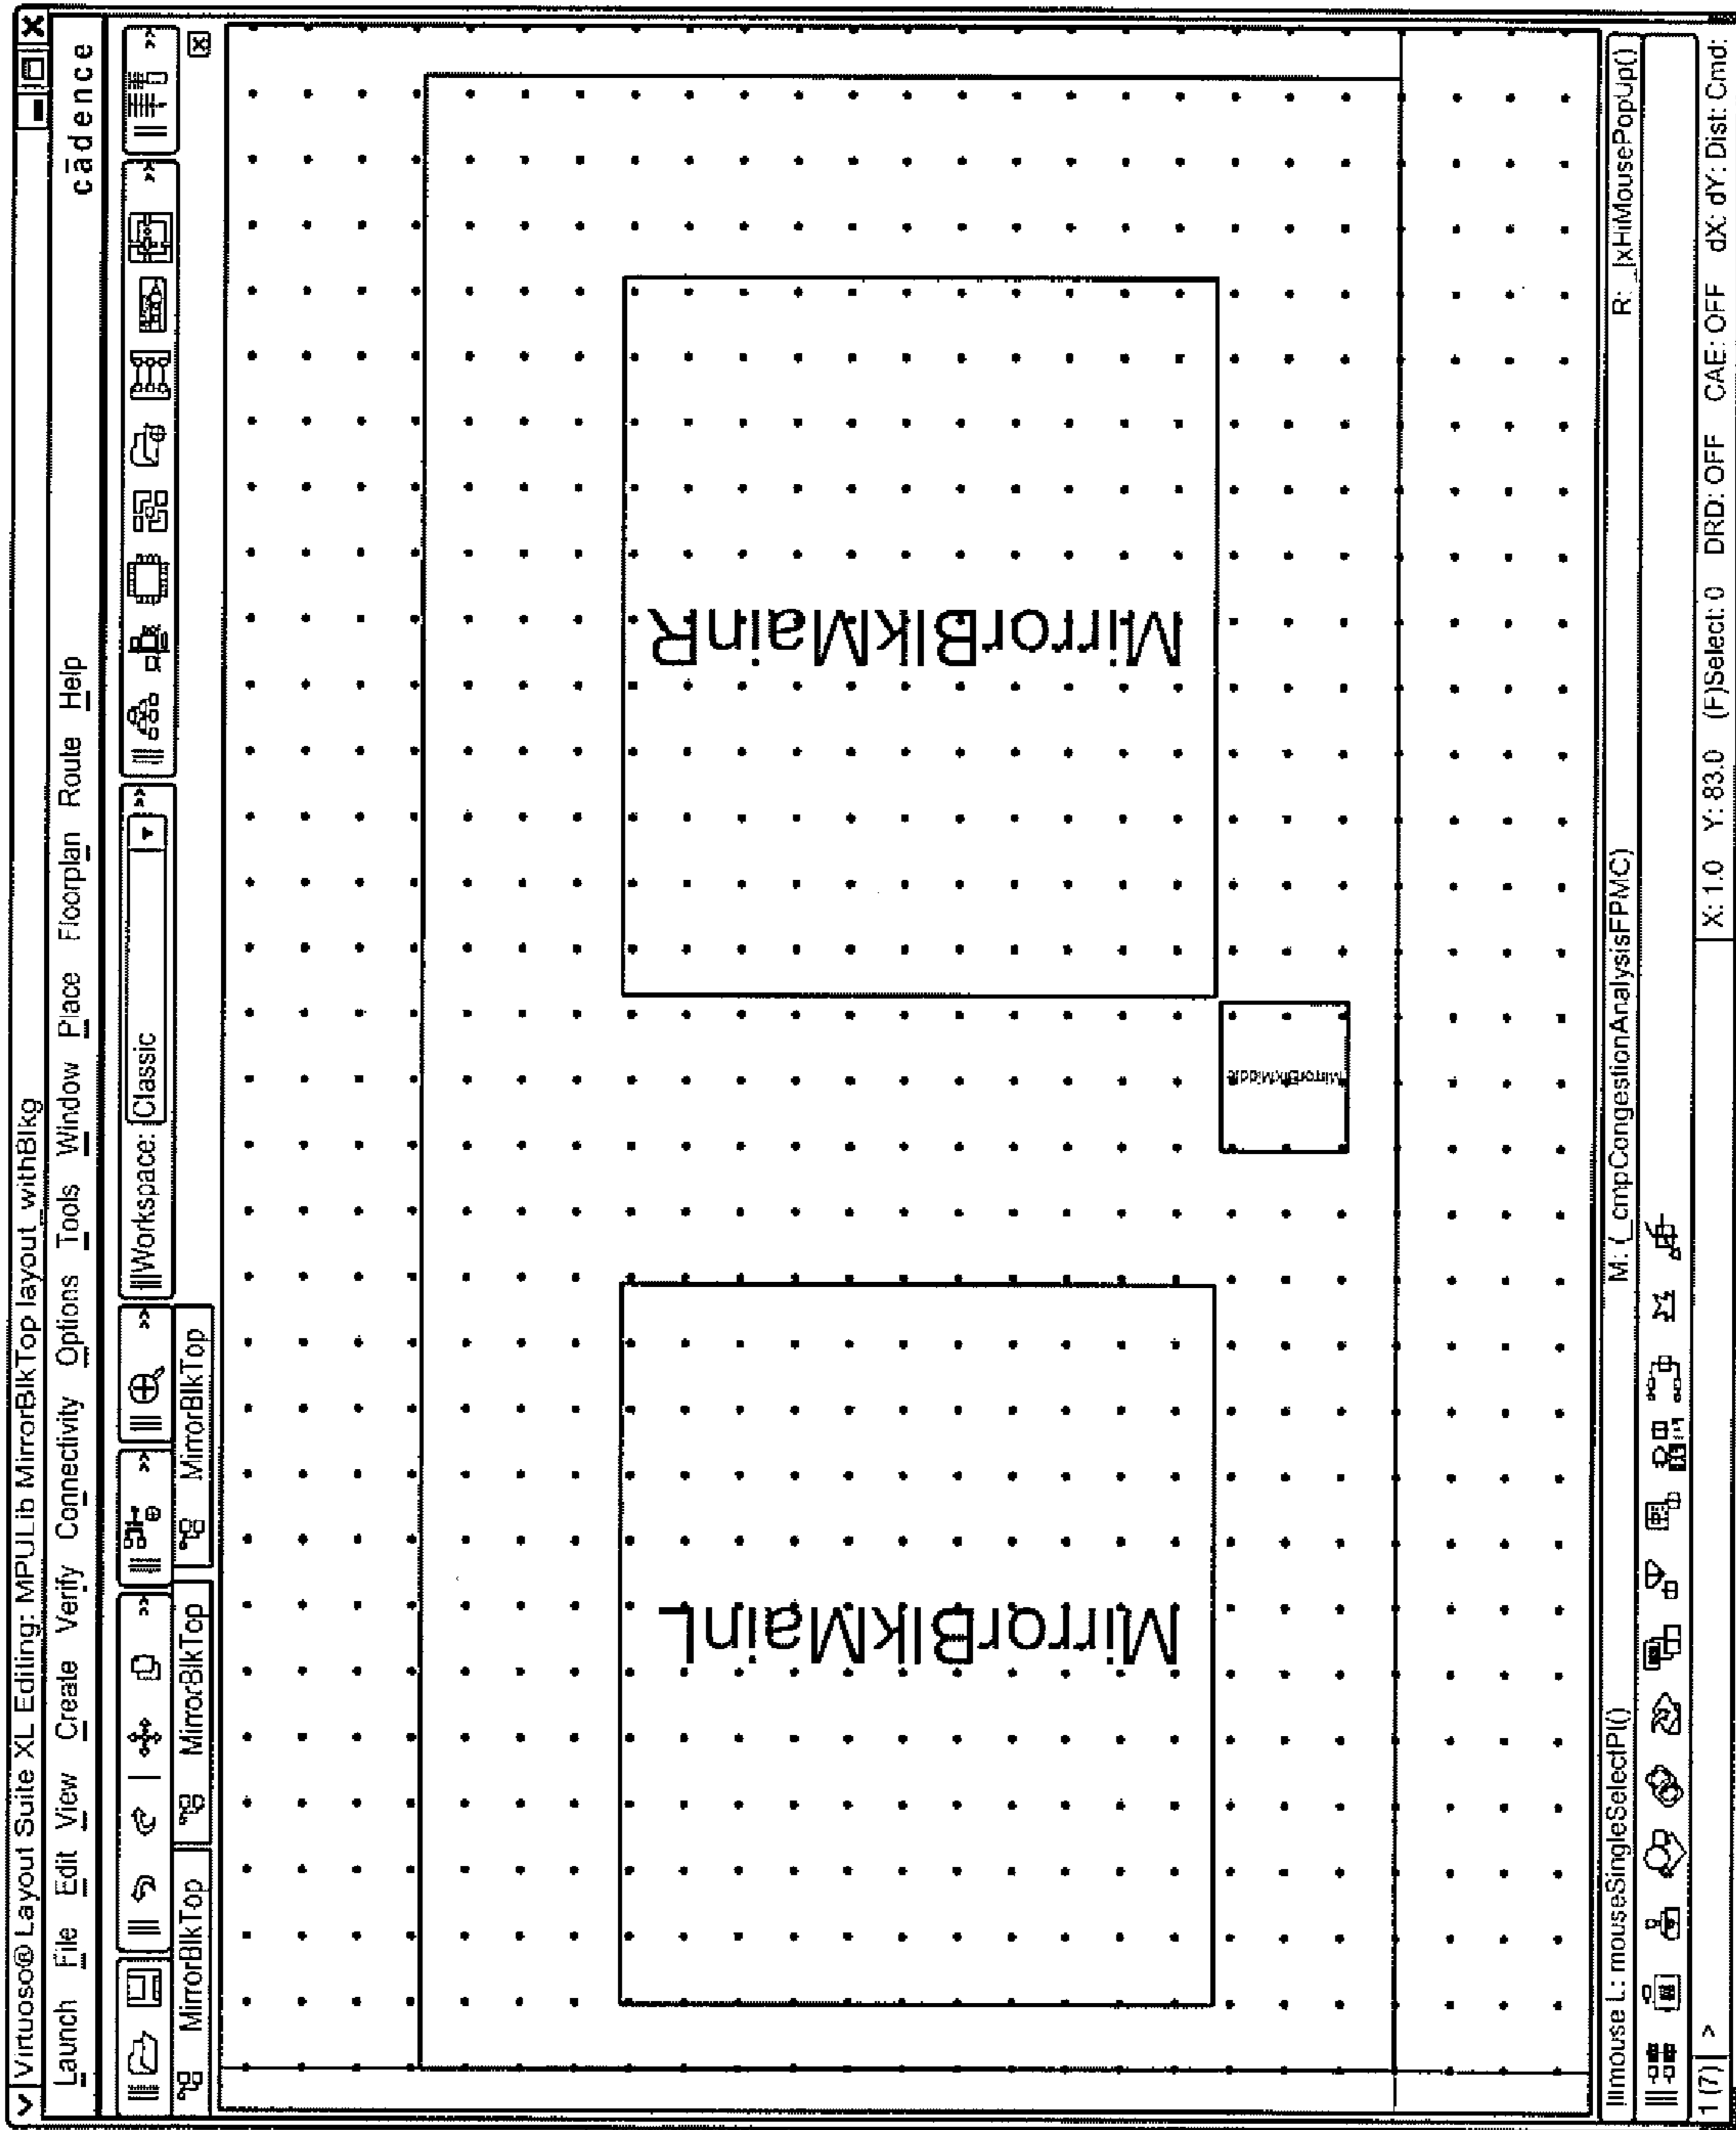 Virtuoso® Layout Suite XL Editing: MPULib MirrorBlkTop layout_withBlkg
Launch File Edit View Create Verify Connectivity Options Tools Window Place Floorplan Route Help cādence
Workspace: Classic
MirrorBlkTop MirrorBlkTop MirrorBlkTop
MirrorBlkMainL
MirrorBlkMainR
MirrorBlkMiddle
mouse L: mouseSingleSelectPt() M: (_cmpCongestionAnalysisFPMC) R: _lxHiMousePopUp()
1 (7) > X: 1.0 Y: 83.0 (F)Select: 0 DRD: OFF CAE: OFF dX: dY: Dist: Cmd: